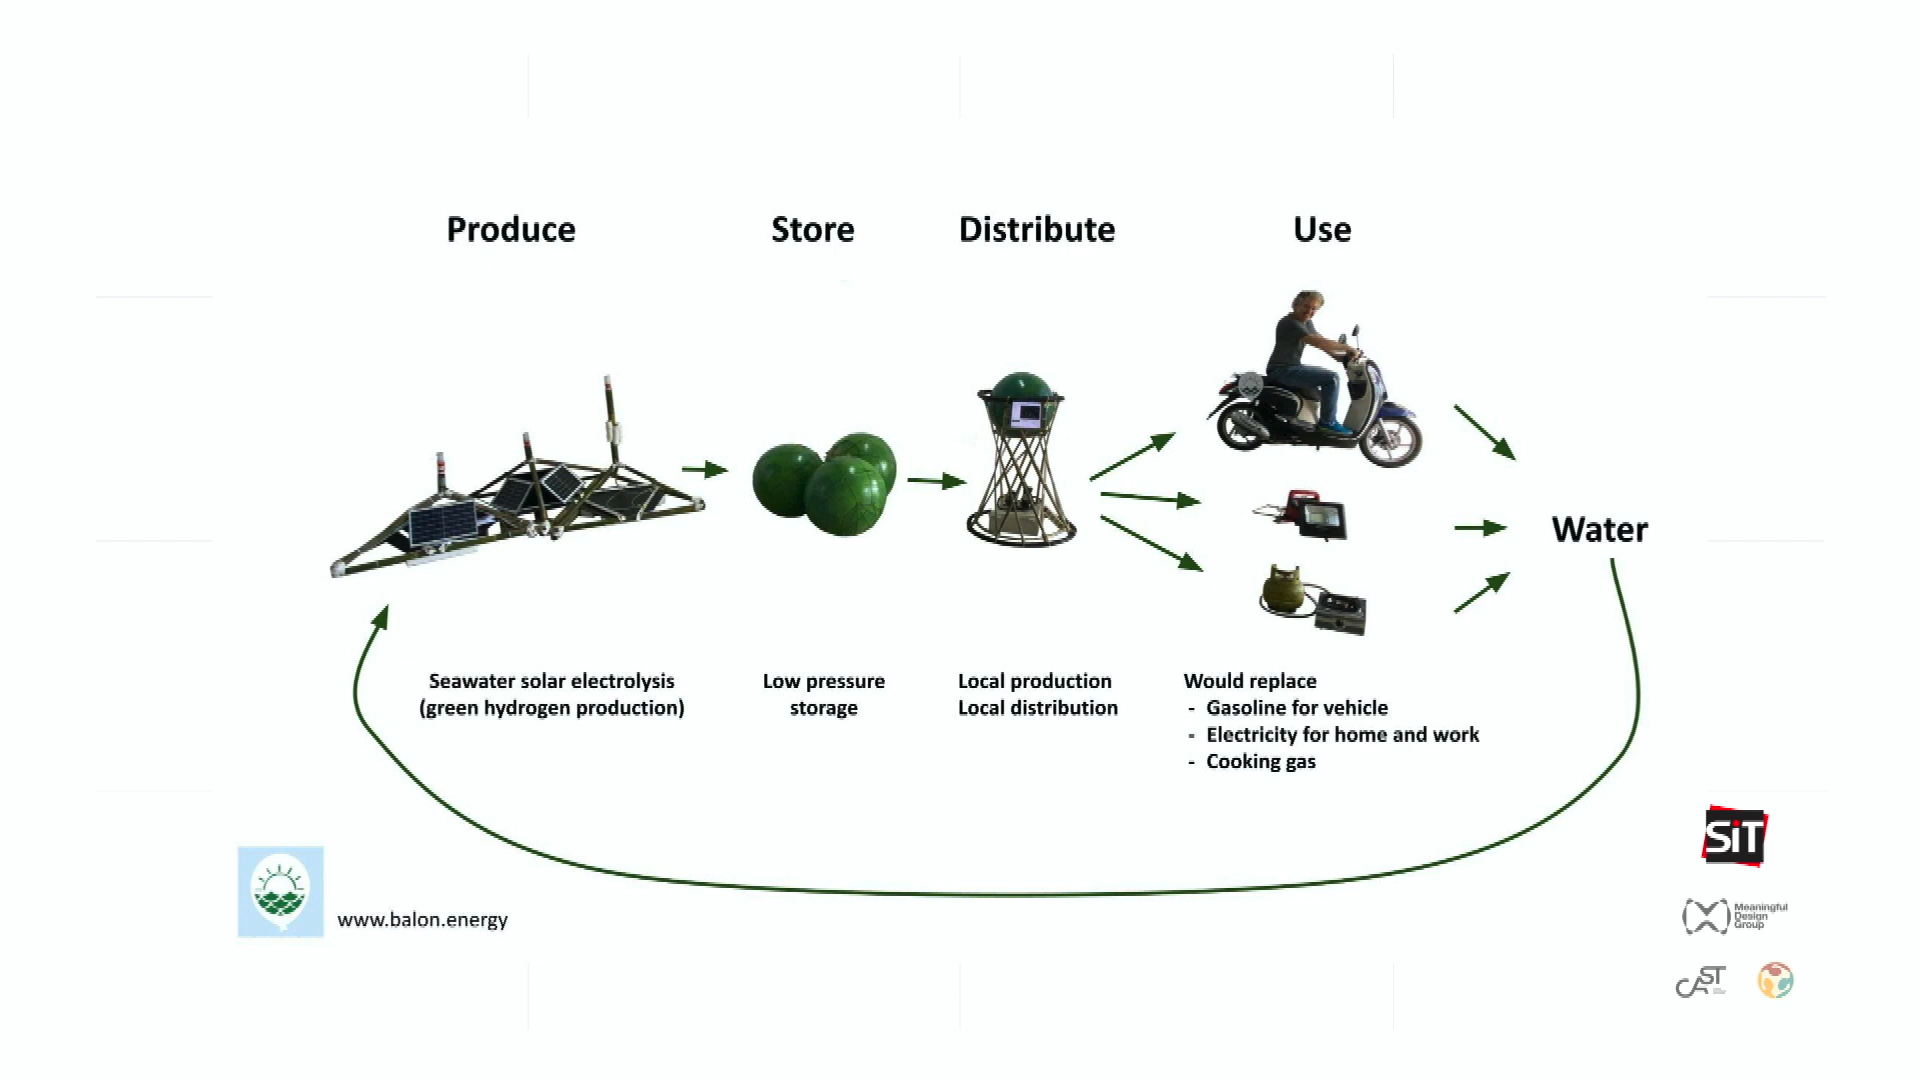 Produce
Store
Distribute
Use
Water
Seawater solar electrolysis
(green hydrogen production)
Low pressure
storage
Local production
Local distribution
Would replace
- Gasoline for vehicle
- Electricity for home and work
- Cooking gas
www.balon.energy
SiT
Meaningful
Design
Group
CAST